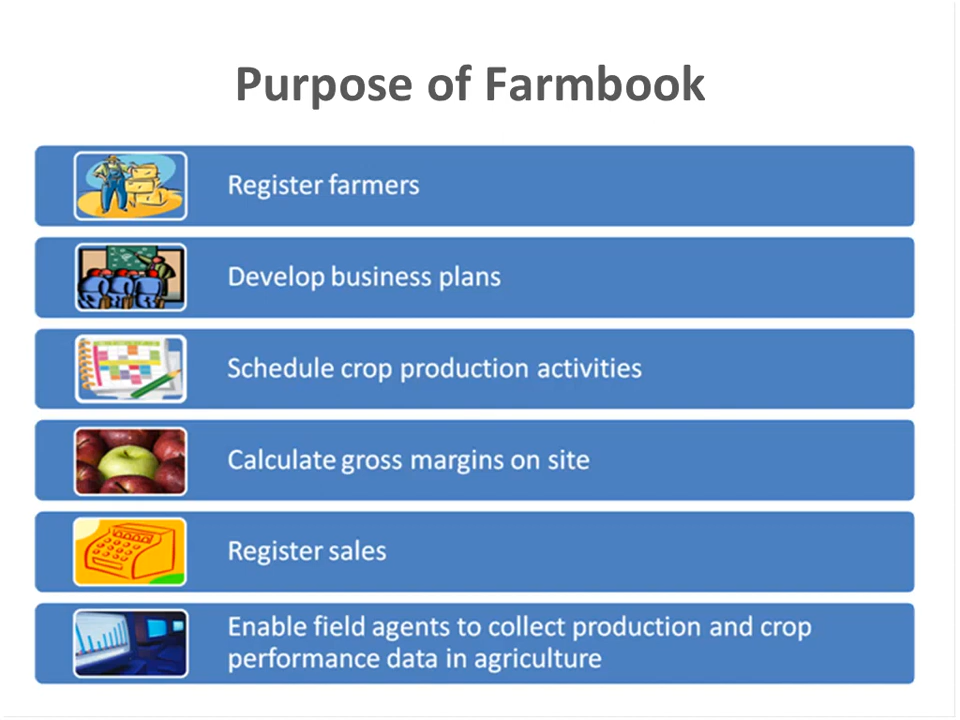 Purpose of Farmbook
Register farmers
Develop business plans
Schedule crop production activities
Calculate gross margins on site
Register sales
Enable field agents to collect production and crop
performance data in agriculture